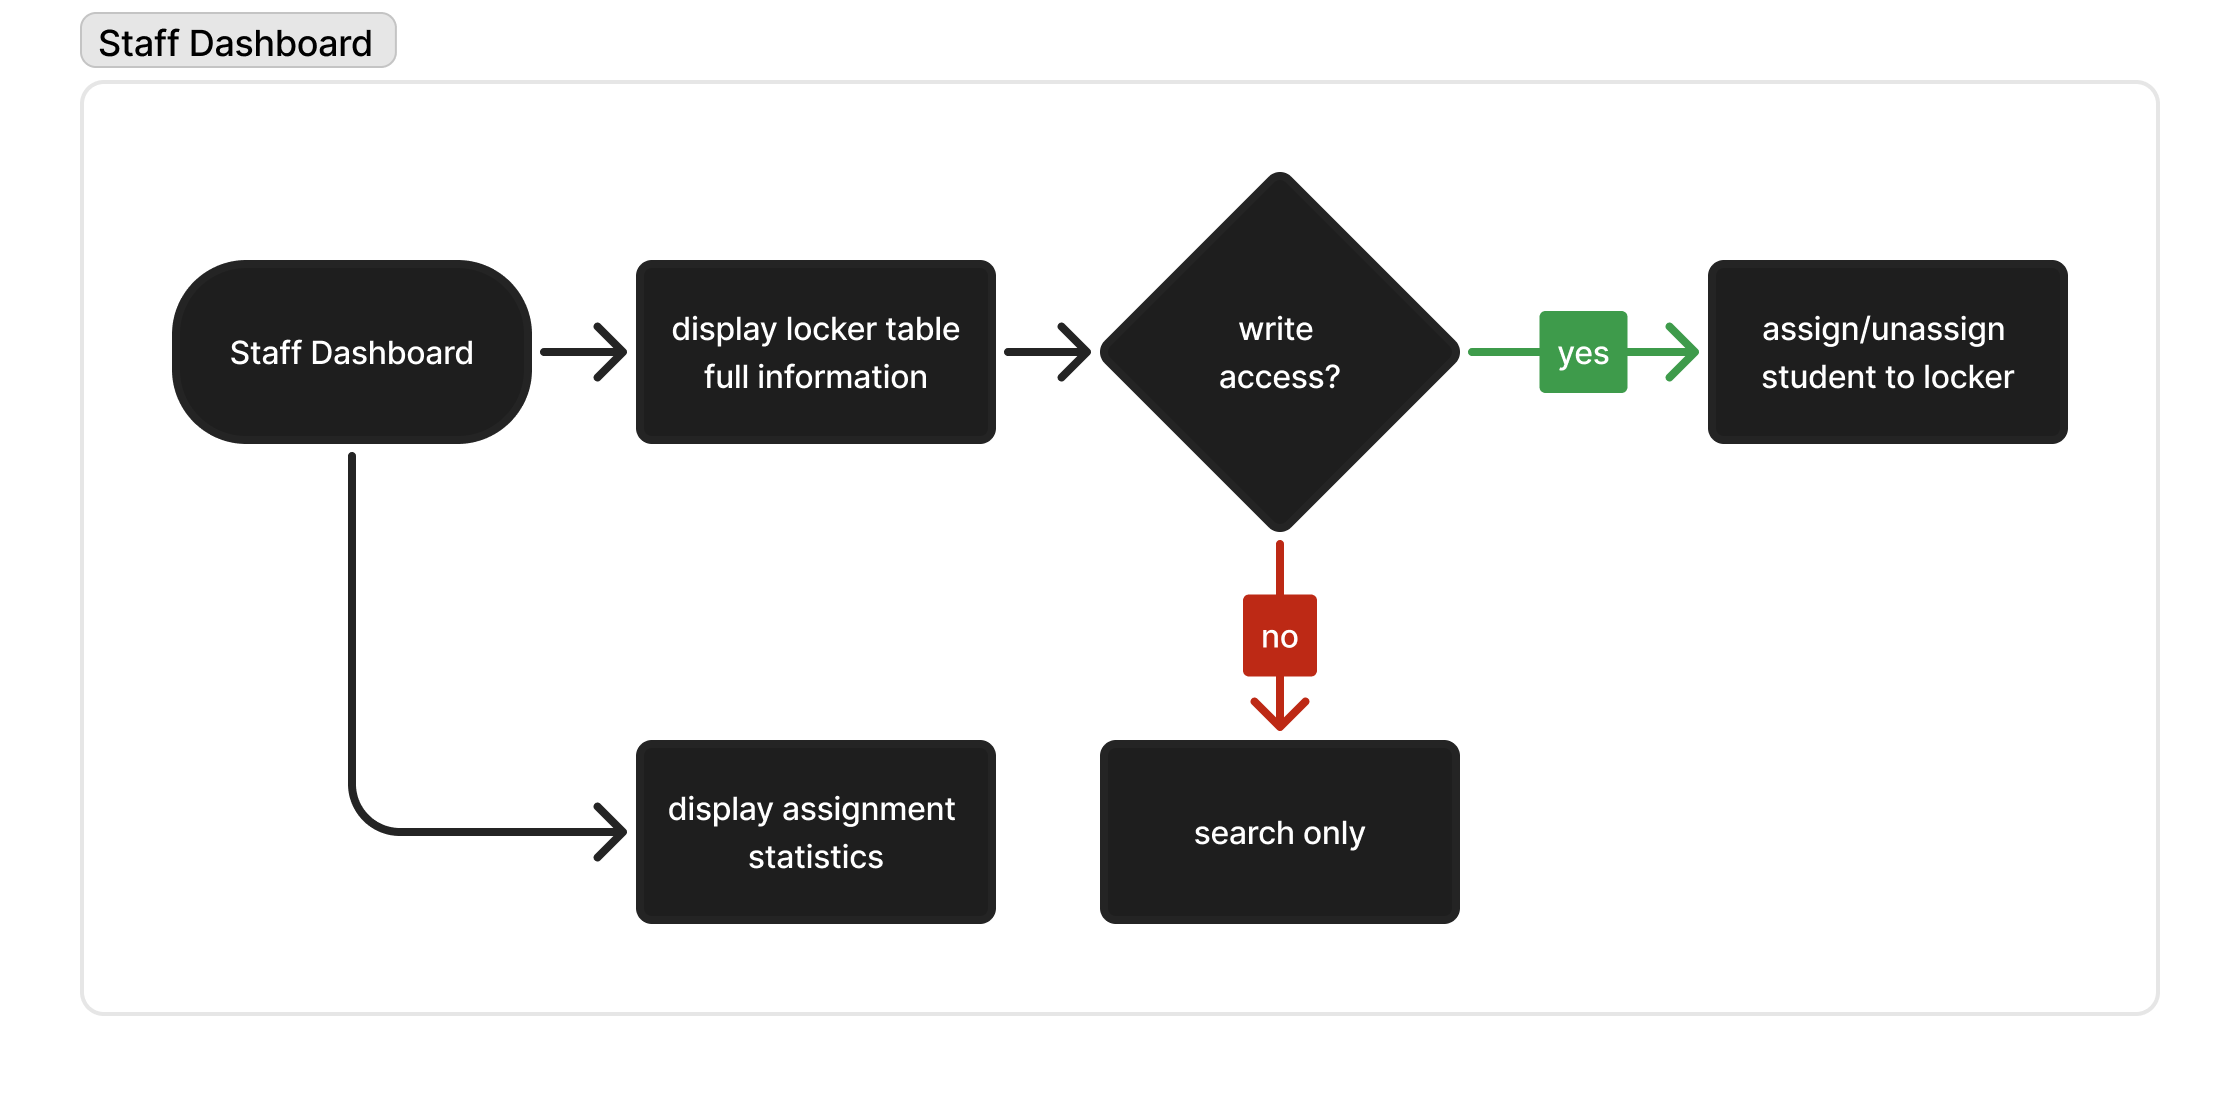 Staff Dashboard
Staff Dashboard
display locker table
full information
write
access?
yes
assign/unassign
student to locker
no
display assignment
statistics
search only